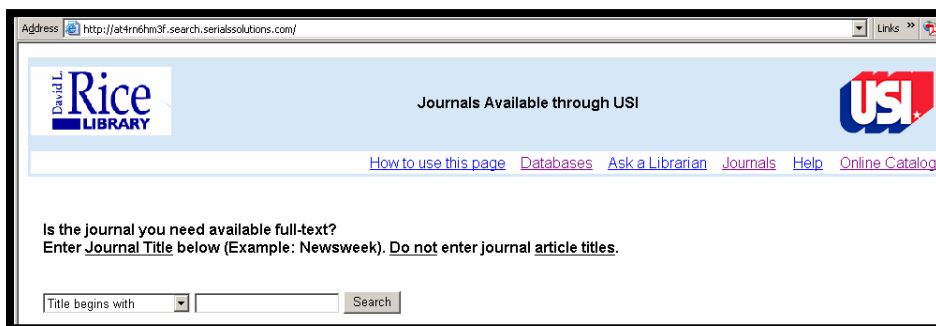 Address http://at4rn6hm3f.search.serialssolutions.com/ Links »
David L. Rice LIBRARY
Journals Available through USI
USI
How to use this page Databases Ask a Librarian Journals Help Online Catalog
Is the journal you need available full-text?
Enter Journal Title below (Example: Newsweek). Do not enter journal article titles.
Title begins with Search